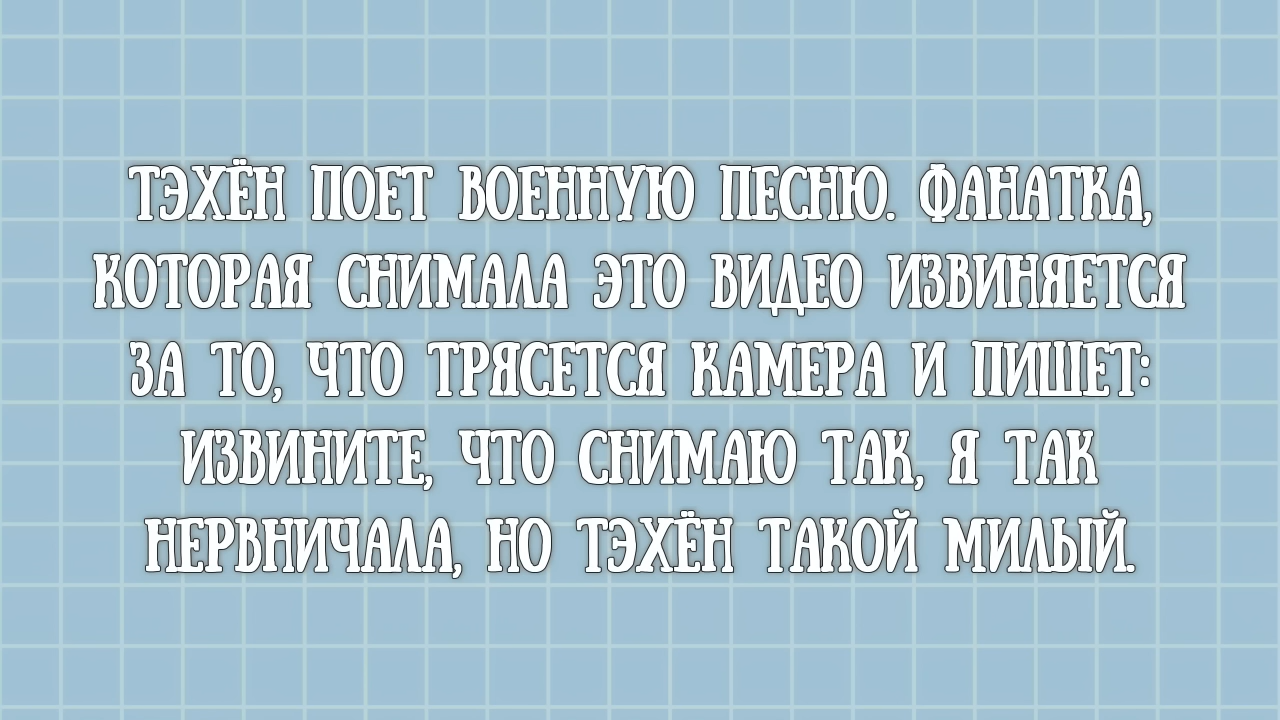 ТЭХЁН ПОЕТ ВОЕННУЮ ПЕСНЮ. ФАНАТКА,
КОТОРАЯ СНИМАЛА ЭТО ВИДЕО ИЗВИНЯЕТСЯ
ЗА ТО, ЧТО ТРЯСЕТСЯ КАМЕРА И ПИШЕТ:
ИЗВИНИТЕ, ЧТО СНИМАЮ ТАК, Я ТАК
НЕРВНИЧАЛА, НО ТЭХЁН ТАКОЙ МИЛЫЙ.